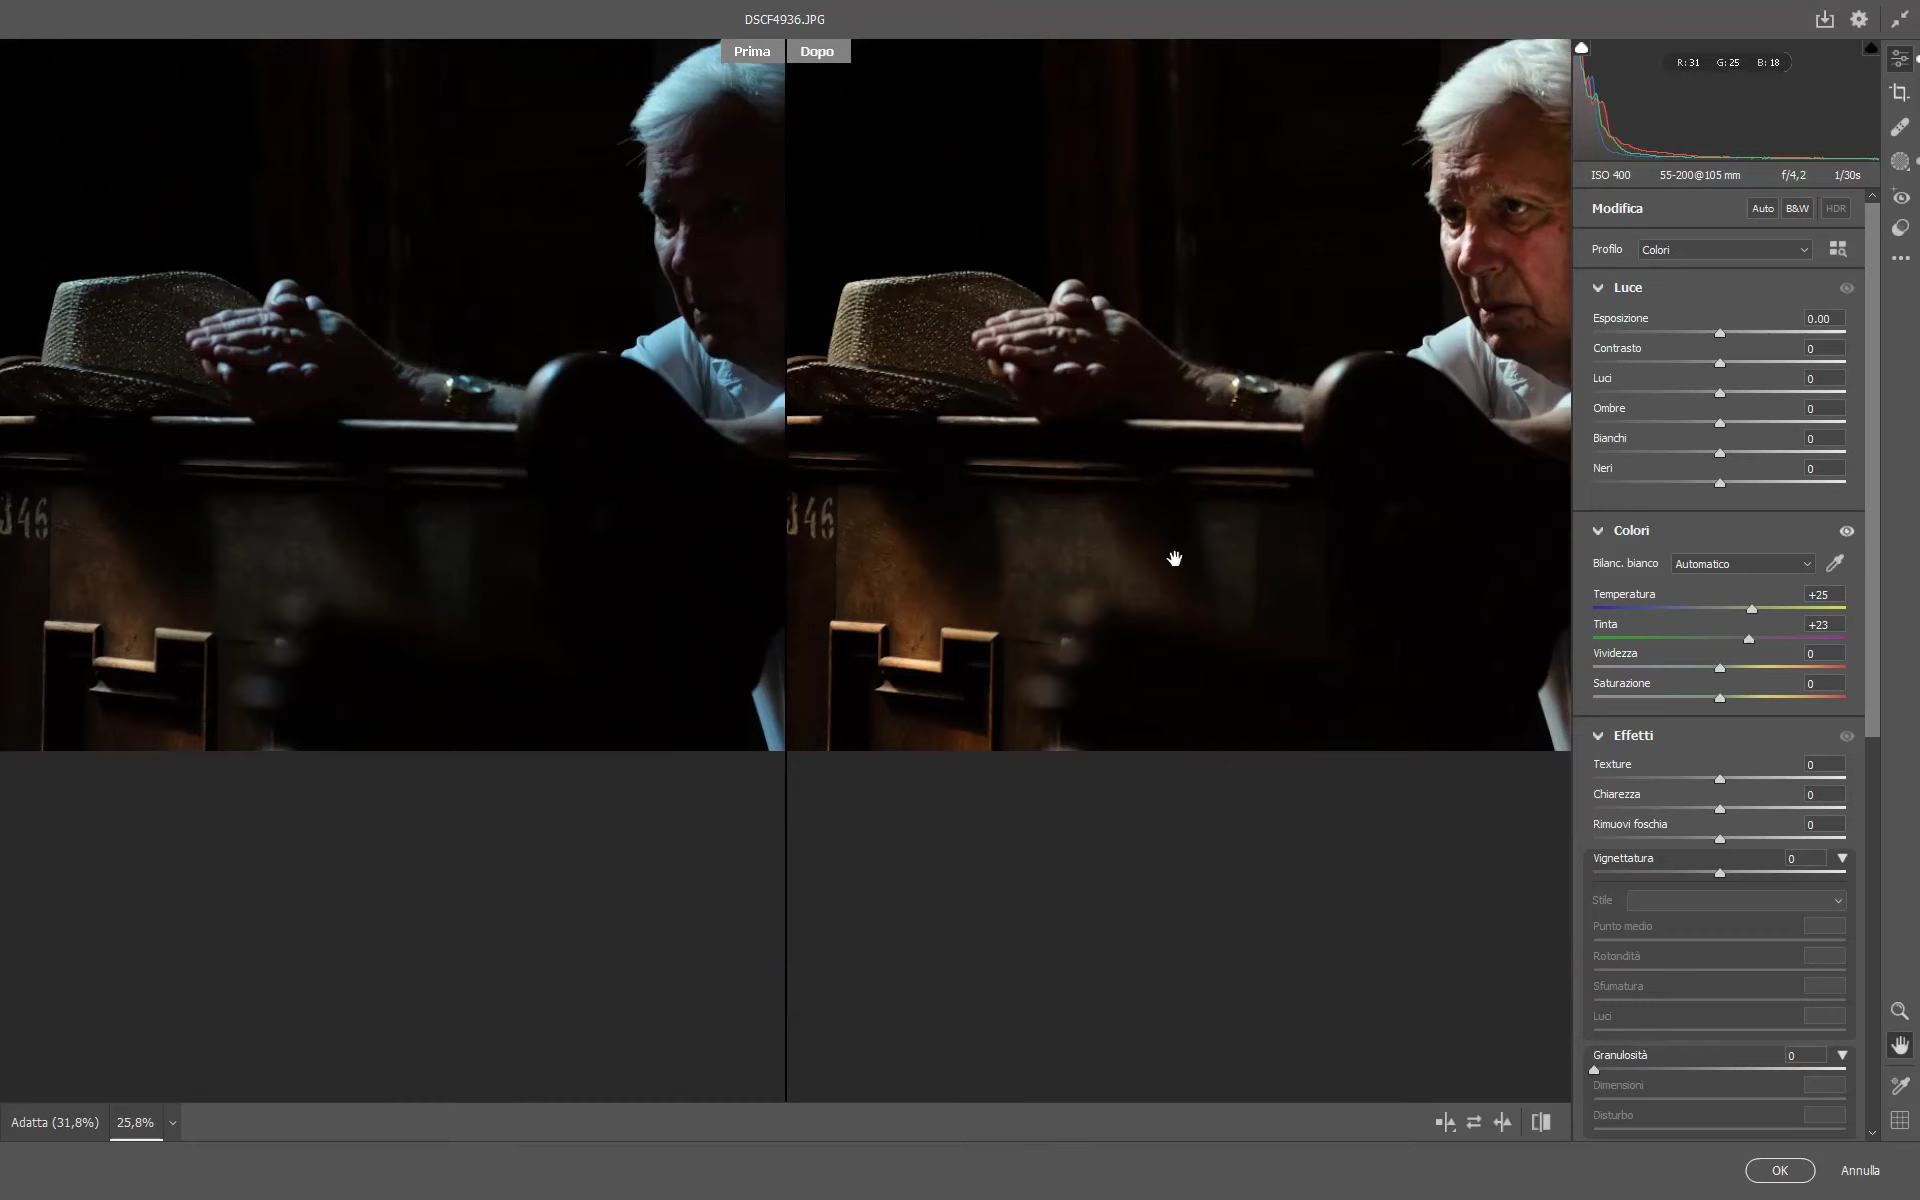 DSCF4936.JPG
Prima
Dopo
R: 31 G: 25 B: 18
ISO 400 55-200@105 mm f/4,2 1/30s
Modifica Auto B&W HDR
Profilo Colori
Luce
Esposizione 0.00
Contrasto 0
Luci 0
Ombre 0
Bianchi 0
Neri 0
Colori
Bilanc. bianco Automatico
Temperatura +25
Tinta +23
Vividezza 0
Saturazione 0
Effetti
Texture 0
Chiarezza 0
Rimuovi foschia 0
Vignettatura 0
Stile
Punto medio
Rotondità
Sfumatura
Luci
Granulosità 0
Dimensioni
Disturbo
346
346
Adatta (31,8%) 25,8%
OK Annulla